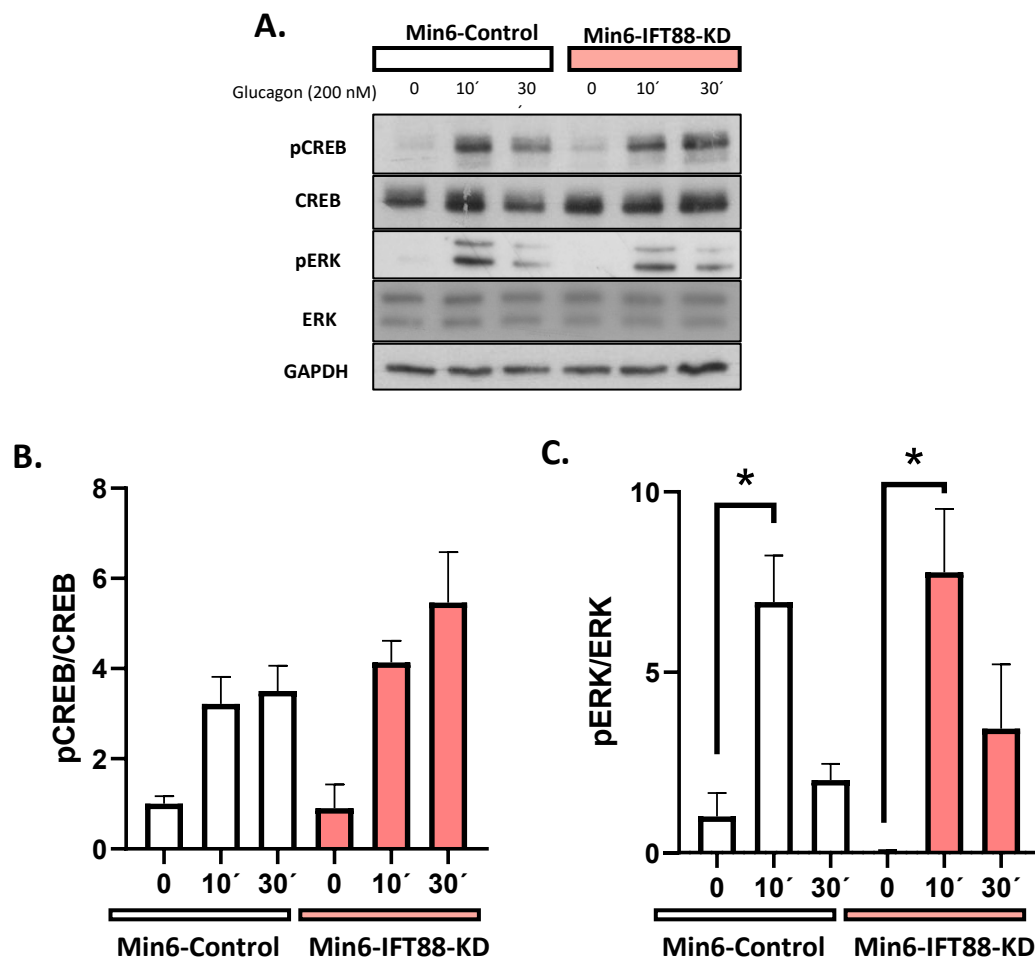 A.
Min6-Control Min6-IFT88-KD
Glucagon (200 nM) 0 10´ 30 0 10´ 30´
´
pCREB
CREB
pERK
ERK
GAPDH
B.
pCREB/CREB
8
6
4
2
0
0 10´ 30´ 0 10´ 30´
Min6-Control Min6-IFT88-KD
C.
pERK/ERK
* *
10
5
0
0 10´ 30´ 0 10´ 30´
Min6-Control Min6-IFT88-KD